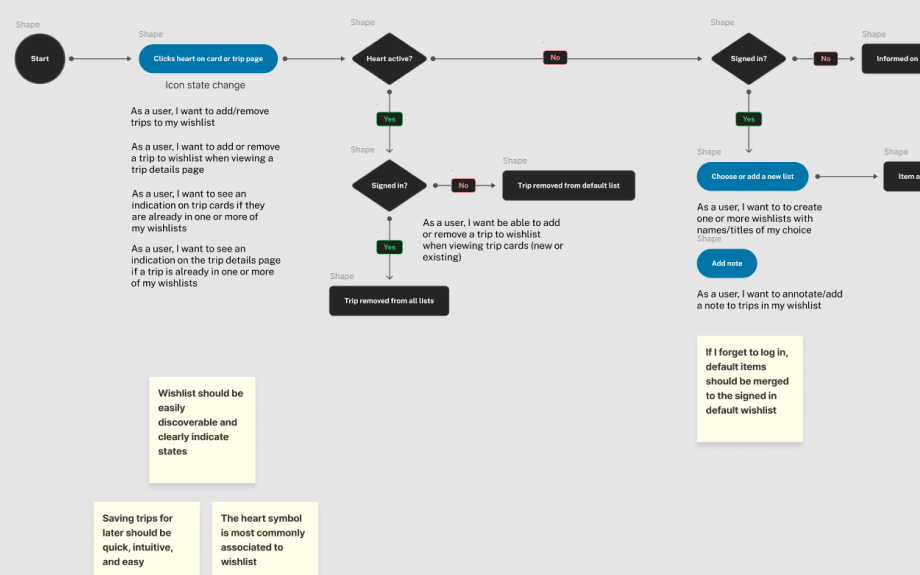 Shape
Start
Shape
Clicks heart on card or trip page
Icon state change
As a user, I want to add/remove
trips to my wishlist
As a user, I want to add or remove
a trip to wishlist when viewing a
trip details page
As a user, I want to see an
indication on trip cards if they
are already in one or more of
my wishlists
As a user, I want to see an
indication on the trip details page
if a trip is already in one or more
of my wishlists
Shape
Heart active?
No
Yes
Shape
Signed in?
No
Shape
Trip removed from default list
Yes
As a user, I want be able to add
or remove a trip to wishlist
when viewing trip cards (new or
existing)
Shape
Trip removed from all lists
Shape
Signed in?
No
Shape
Informed on
Yes
Shape
Choose or add a new list
Shape
Item a
As a user, I want to to create
one or more wishlists with
names/titles of my choice
Shape
Add note
As a user, I want to annotate/add
a note to trips in my wishlist
If I forget to log in,
default items
should be merged
to the signed in
default wishlist
Wishlist should be
easily
discoverable and
clearly indicate
states
Saving trips for
later should be
quick, intuitive,
and easy
The heart symbol
is most commonly
associated to
wishlist